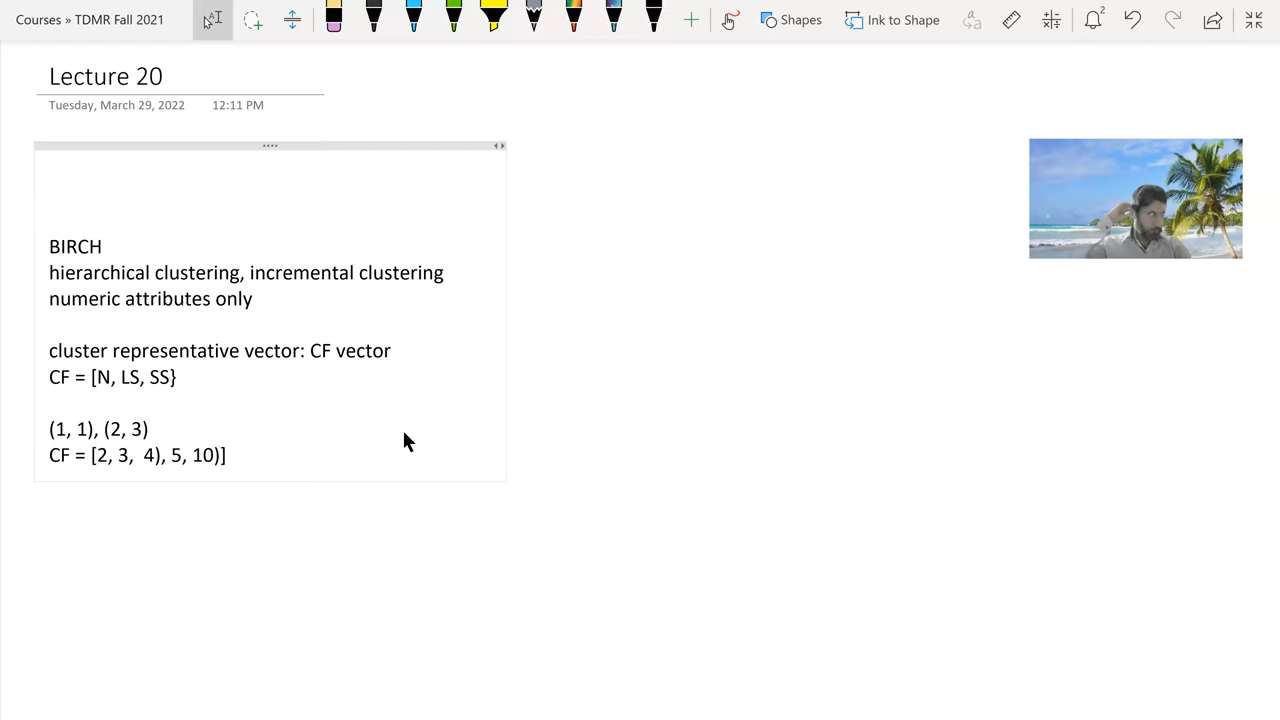 Courses » TDMR Fall 2021
Shapes
Ink to Shape
2
Lecture 20
Tuesday, March 29, 2022 12:11 PM
BIRCH
hierarchical clustering, incremental clustering
numeric attributes only
cluster representative vector: CF vector
CF = [N, LS, SS}
(1, 1), (2, 3)
CF = [2, 3, 4), 5, 10)]